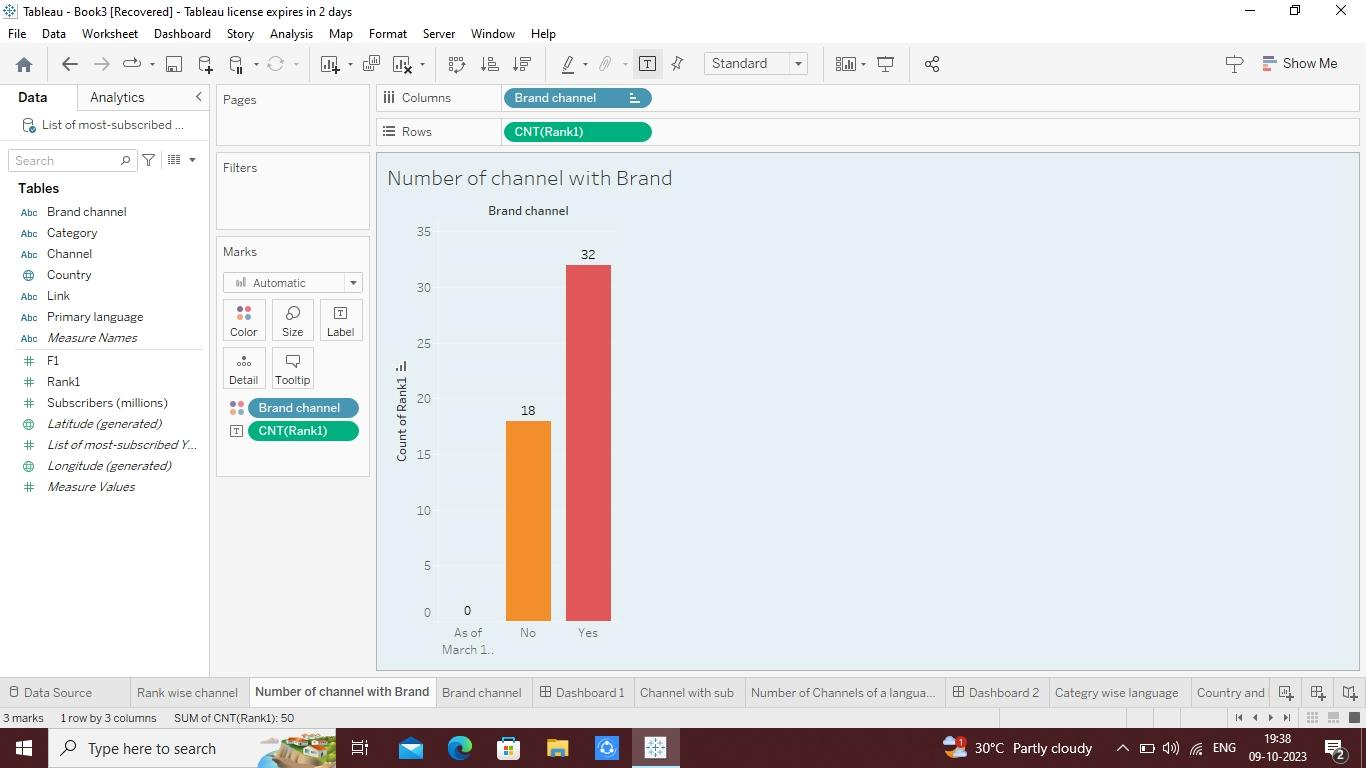 Tableau - Book3 [Recovered] - Tableau license expires in 2 days
File Data Worksheet Dashboard Story Analysis Map Format Server Window Help
Standard
Show Me
Data Analytics
List of most-subscribed ...
Search
Tables
Abc Brand channel
Abc Category
Abc Channel
Country
Abc Link
Abc Primary language
Abc Measure Names
# F1
# Rank1
# Subscribers (millions)
Latitude (generated)
# List of most-subscribed Y...
Longitude (generated)
# Measure Values
Pages
Filters
Marks
Automatic
Color Size Label
Detail Tooltip
Brand channel
CNT(Rank1)
Columns Brand channel
Rows CNT(Rank1)
Number of channel with Brand
Brand channel
Count of Rank1
35
30
25
20
15
10
5
0
0
18
32
As of
March 1..
No
Yes
Data Source Rank wise channel Number of channel with Brand Brand channel Dashboard 1 Channel with sub Number of Channels of a langua... Dashboard 2 Categry wise language Country and
3 marks 1 row by 3 columns SUM of CNT(Rank1): 50
Type here to search
1
30°C Partly cloudy
ENG
19:38
09-10-2023
2